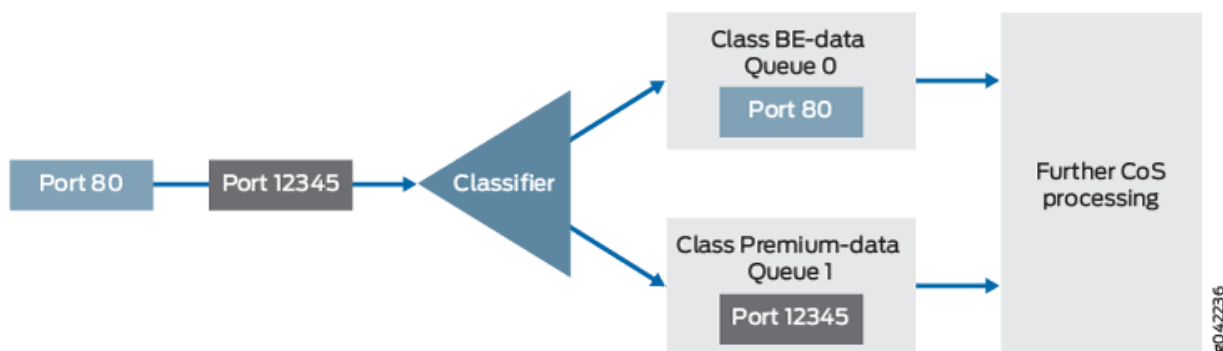 Port 80
Port 12345
Classifier
Class BE-data
Queue 0
Port 80
Class Premium-data
Queue 1
Port 12345
Further CoS
processing
g042236